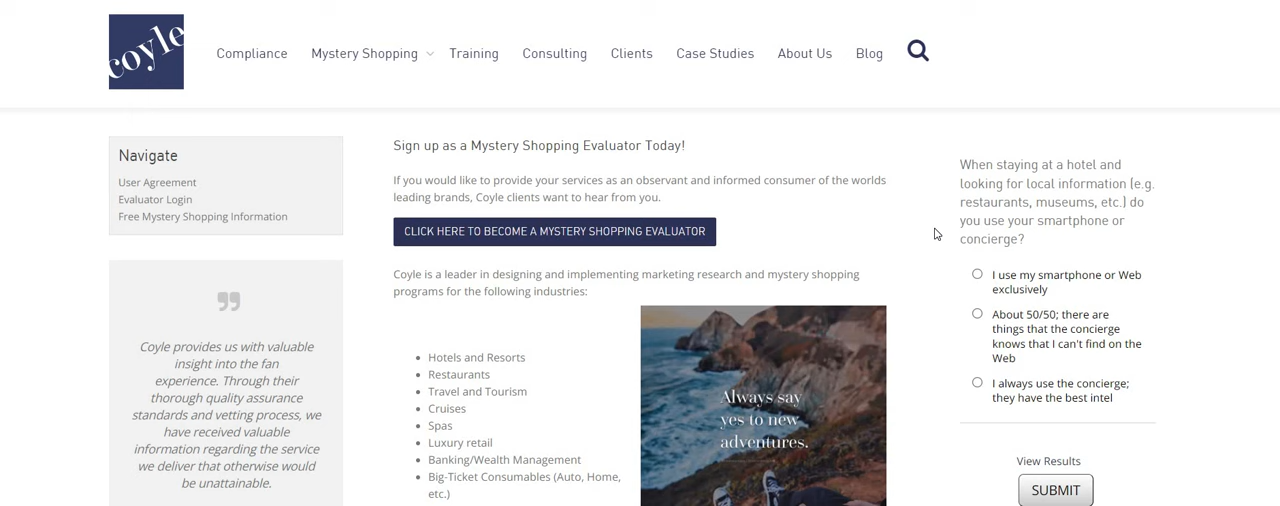 coyle
Compliance
Mystery Shopping
Training
Consulting
Clients
Case Studies
About Us
Blog
Navigate
User Agreement
Evaluator Login
Free Mystery Shopping Information
Coyle provides us with valuable
insight into the fan
experience. Through their
thorough quality assurance
standards and vetting process, we
have received valuable
information regarding the service
we deliver that otherwise would
be unattainable.
Sign up as a Mystery Shopping Evaluator Today!
If you would like to provide your services as an observant and informed consumer of the worlds
leading brands, Coyle clients want to hear from you.
CLICK HERE TO BECOME A MYSTERY SHOPPING EVALUATOR
Coyle is a leader in designing and implementing marketing research and mystery shopping
programs for the following industries:
Hotels and Resorts
Restaurants
Travel and Tourism
Cruises
Spas
Luxury retail
Banking/Wealth Management
Big-Ticket Consumables (Auto, Home,
etc.)
Always say
yes to new
adventures.
When staying at a hotel and
looking for local information (e.g.
restaurants, museums, etc.) do
you use your smartphone or
concierge?
I use my smartphone or Web
exclusively
About 50/50; there are
things that the concierge
knows that I can't find on the
Web
I always use the concierge;
they have the best intel
View Results
SUBMIT